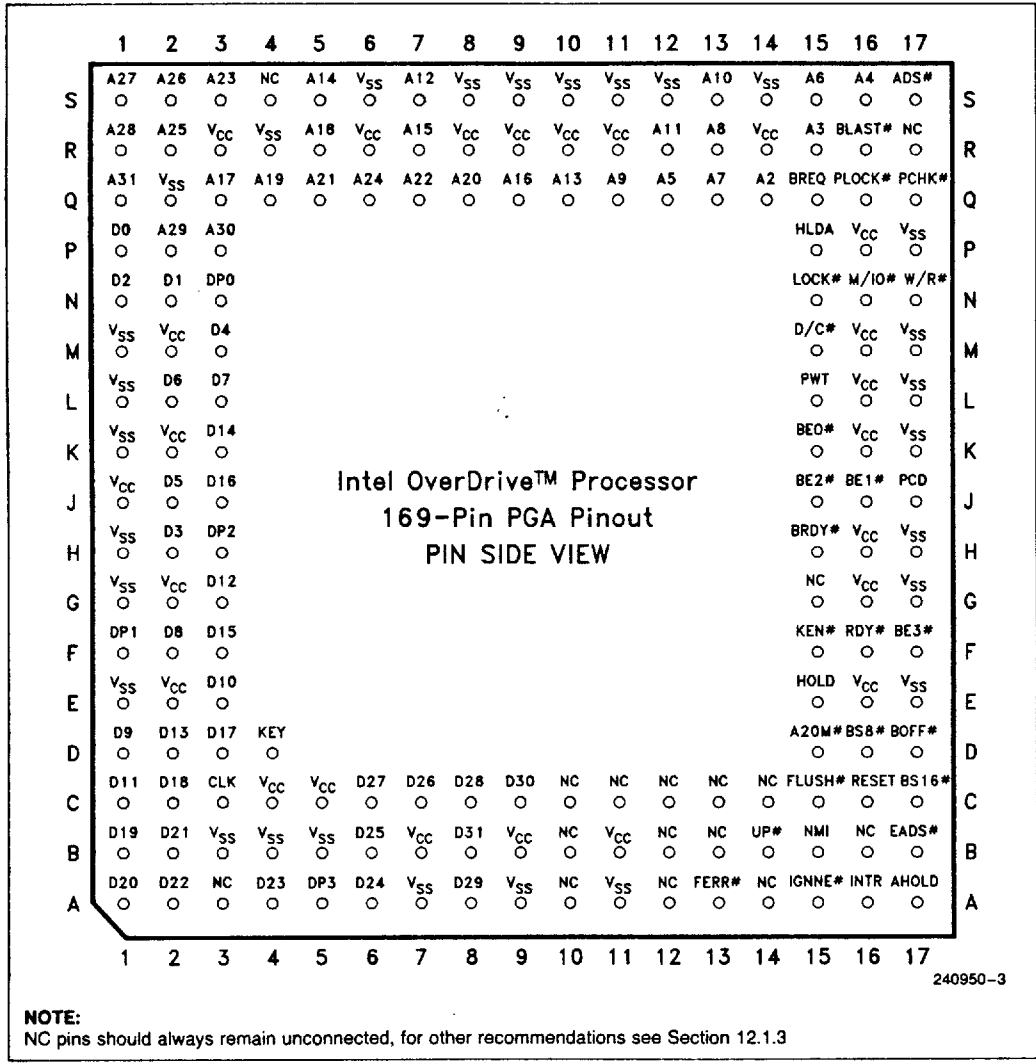 1 2 3 4 5 6 7 8 9 10 11 12 13 14 15 16 17
A27 A26 A23 NC A14 VSS A12 VSS VSS VSS VSS VSS A10 VSS A6 A4 ADS#
S S
A28 A25 VCC VSS A18 VCC A15 VCC VCC VCC VCC A11 A8 VCC A3 BLAST# NC
R R
A31 VSS A17 A19 A21 A24 A22 A20 A16 A13 A9 A5 A7 A2 BREQ PLOCK# PCHK#
Q Q
D0 A29 A30 HLDA VCC VSS
P P
D2 D1 DP0 LOCK# M/IO# W/R#
N N
VSS VCC D4 D/C# VCC VSS
M M
VSS D6 D7 PWT VCC VSS
L L
VSS VCC D14 BE0# VCC VSS
K K
VCC D5 D16 BE2# BE1# PCD
J J
Intel OverDrive™ Processor
169-Pin PGA Pinout
PIN SIDE VIEW
VSS D3 DP2 BRDY# VCC VSS
H H
VSS VCC D12 NC VCC VSS
G G
DP1 D8 D15 KEN# RDY# BE3#
F F
VSS VCC D10 HOLD VCC VSS
E E
D9 D13 D17 KEY A20M# BS8# BOFF#
D D
D11 D18 CLK VCC VCC D27 D26 D28 D30 NC NC NC NC NC FLUSH# RESET BS16#
C C
D19 D21 VSS VSS VSS D25 VCC D31 VCC NC VCC NC NC UP# NMI NC EADS#
B B
D20 D22 NC D23 DP3 D24 VSS D29 VSS NC VSS NC FERR# NC IGNNE# INTR AHOLD
A A
1 2 3 4 5 6 7 8 9 10 11 12 13 14 15 16 17
240950-3
NOTE:
NC pins should always remain unconnected, for other recommendations see Section 12.1.3